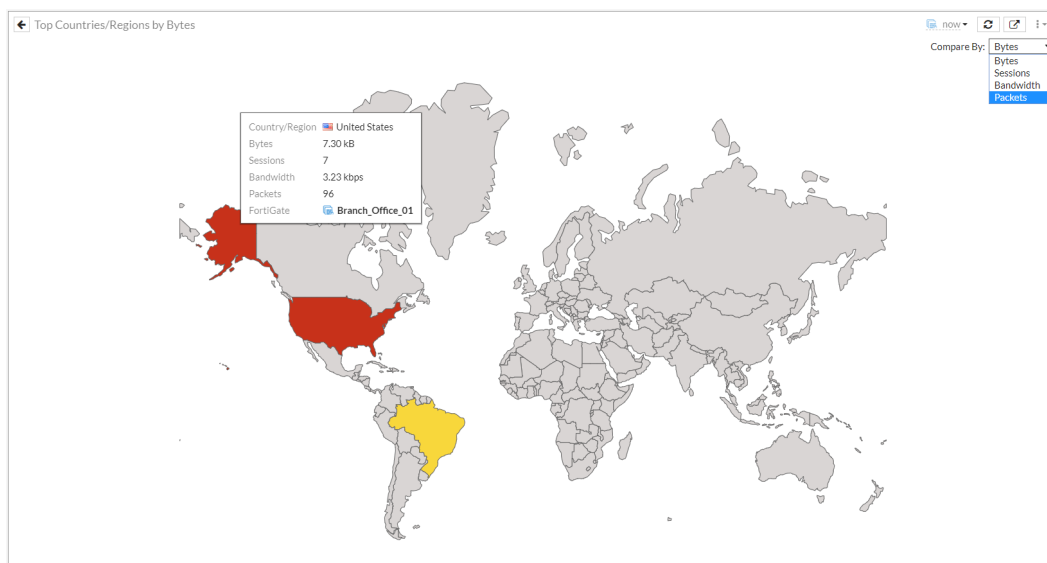 Top Countries/Regions by Bytes
now
Compare By: Bytes
Bytes
Sessions
Bandwidth
Packets
Country/Region United States
Bytes 7.30 kB
Sessions 7
Bandwidth 3.23 kbps
Packets 96
FortiGate Branch_Office_01